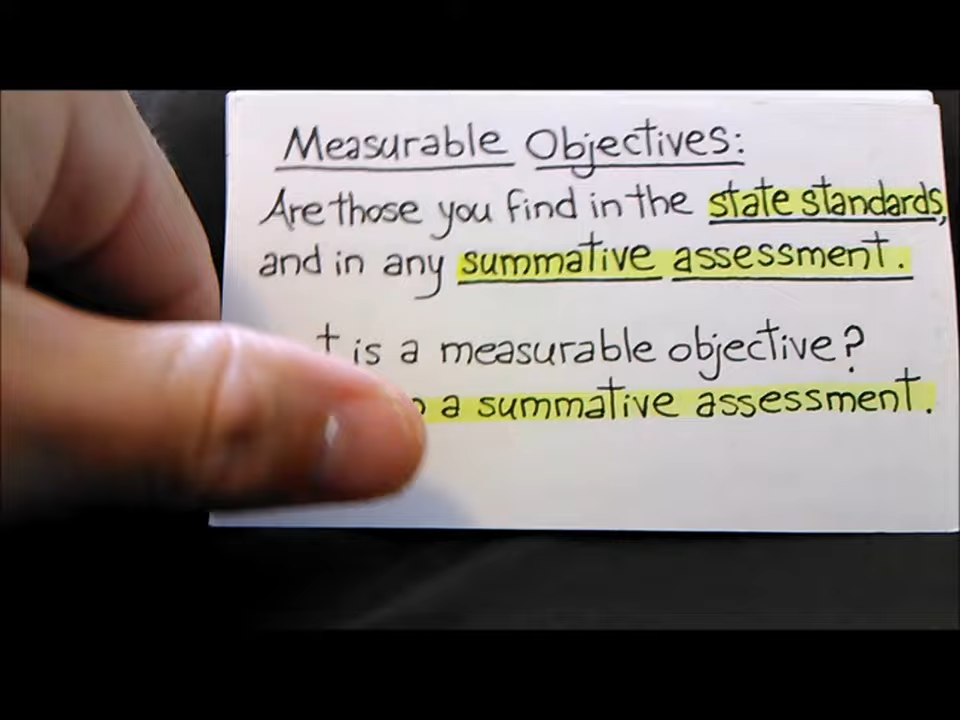 Measurable Objectives:
Are those you find in the state standards,
and in any summative assessment.
is a measurable objective?
a summative assessment.